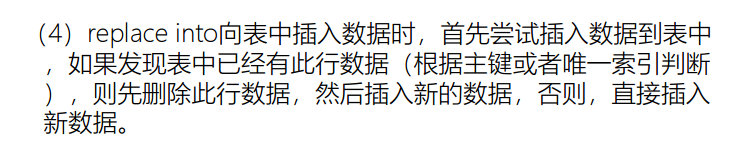 （4）replace into向表中插入数据时，首先尝试插入数据到表中
，如果发现表中已经有此行数据（根据主键或者唯一索引判断
），则先删除此行数据，然后插入新的数据，否则，直接插入
新数据。